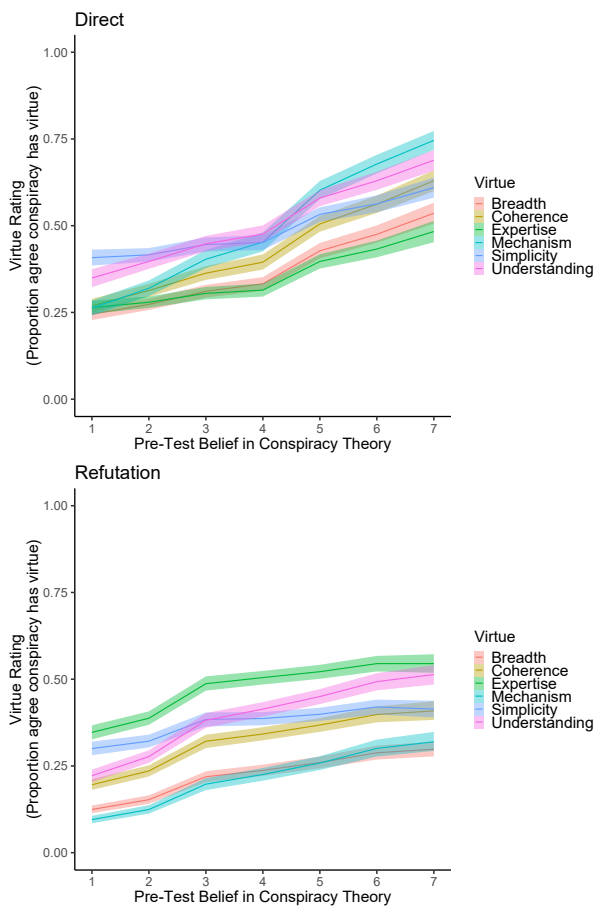 Direct
1.00
0.75
0.50
0.25
0.00
Virtue Rating
(Proportion agree conspiracy has virtue)
1 2 3 4 5 6 7
Pre-Test Belief in Conspiracy Theory
Virtue
Breadth
Coherence
Expertise
Mechanism
Simplicity
Understanding
Refutation
1.00
0.75
0.50
0.25
0.00
Virtue Rating
(Proportion agree conspiracy has virtue)
1 2 3 4 5 6 7
Pre-Test Belief in Conspiracy Theory
Virtue
Breadth
Coherence
Expertise
Mechanism
Simplicity
Understanding